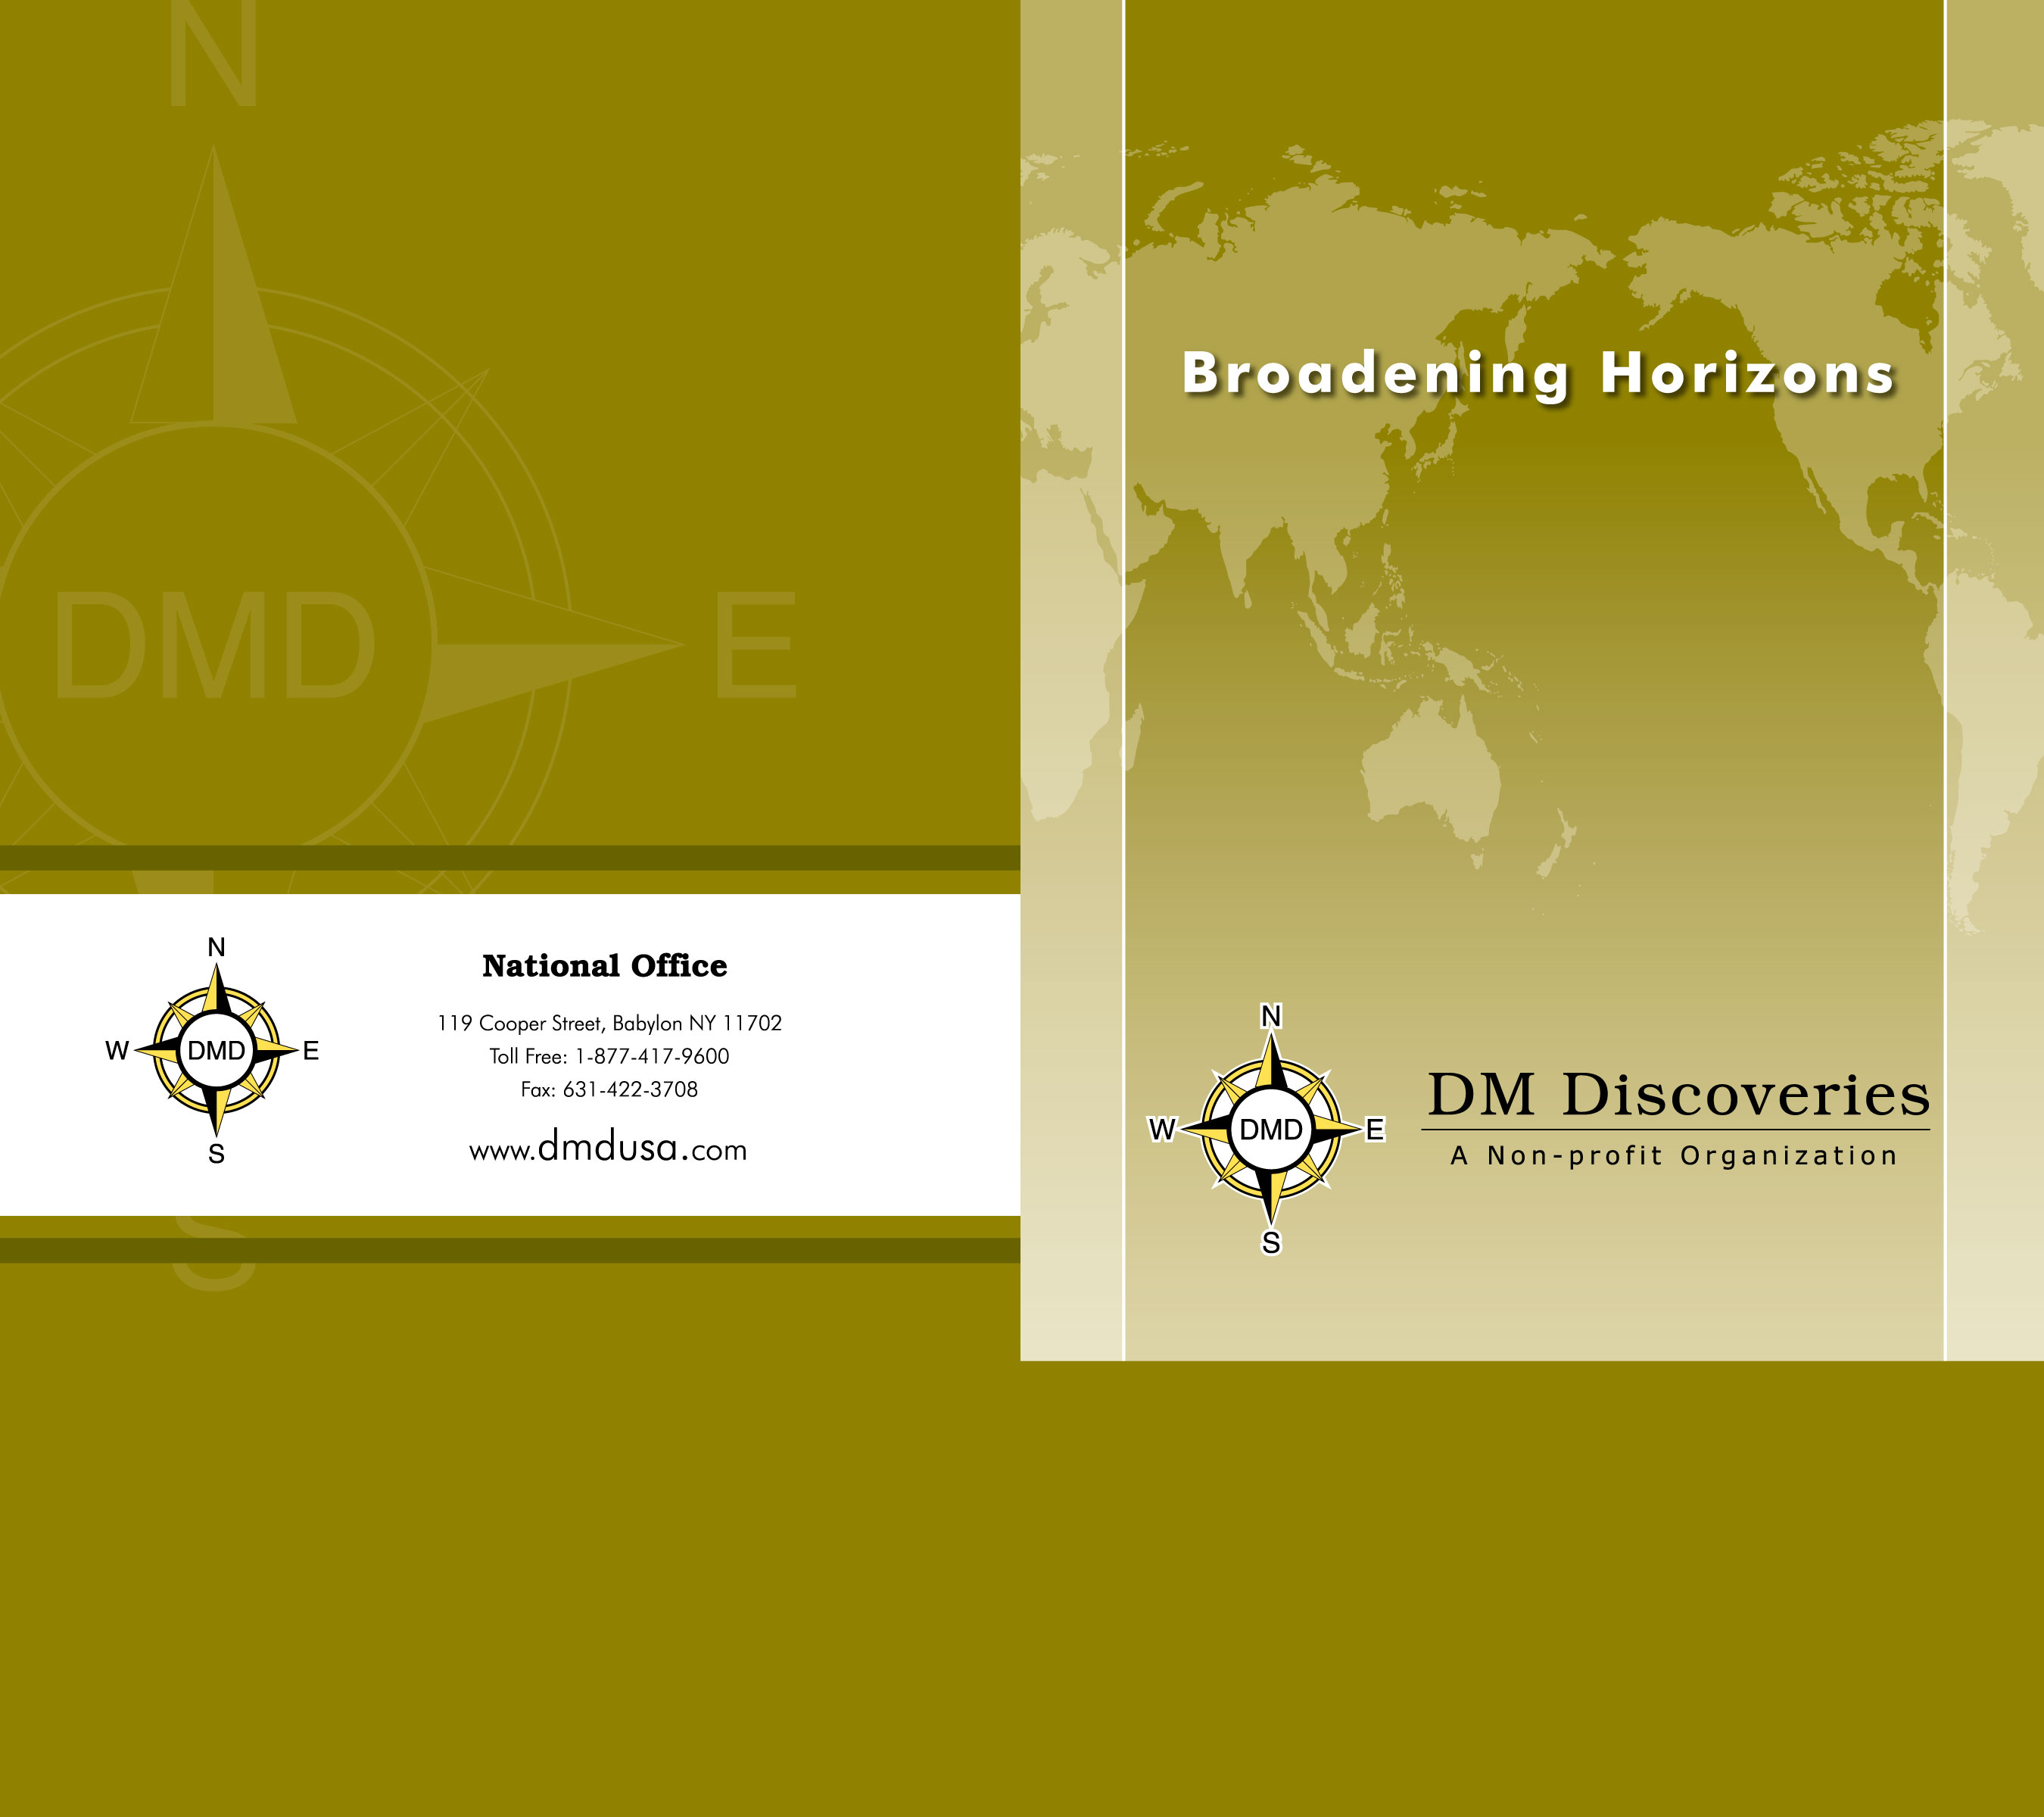 N
DMD
E
S
N
W DMD E
S
National Office
119 Cooper Street, Babylon NY 11702
Toll Free: 1-877-417-9600
Fax: 631-422-3708
www.dmdusa.com
Broadening Horizons
N
W DMD E
S
DM Discoveries
A Non-profit Organization